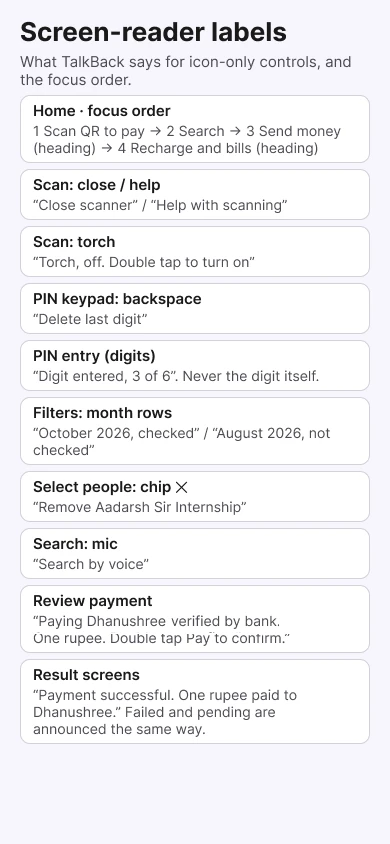 Screen-reader labels
What TalkBack says for icon-only controls, and
the focus order.
Home · focus order
1 Scan QR to pay → 2 Search → 3 Send money
(heading) → 4 Recharge and bills (heading)
Scan: close / help
“Close scanner” / “Help with scanning”
Scan: torch
“Torch, off. Double tap to turn on”
PIN keypad: backspace
“Delete last digit”
PIN entry (digits)
“Digit entered, 3 of 6”. Never the digit itself.
Filters: month rows
“October 2026, checked” / “August 2026, not
checked”
Select people: chip ✕
“Remove Aadarsh Sir Internship”
Search: mic
“Search by voice”
Review payment
“Paying Dhanushree verified by bank.
One rupee. Double tap Pay to confirm.”
Result screens
“Payment successful. One rupee paid to
Dhanushree.” Failed and pending are
announced the same way.